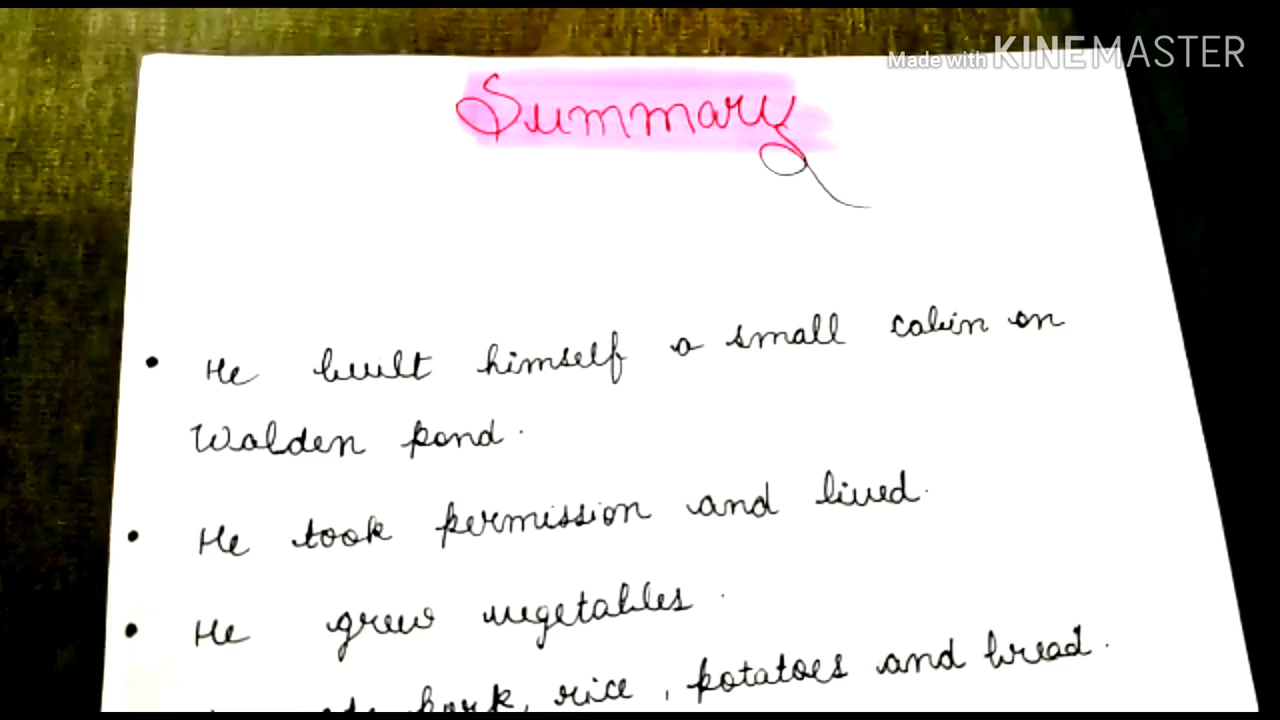 Made with KINEMASTER
Summary
• He built himself a small cabin on
Walden pond.
• He took permission and lived.
• He grew vegetables.
pork, rice, potatoes and bread.